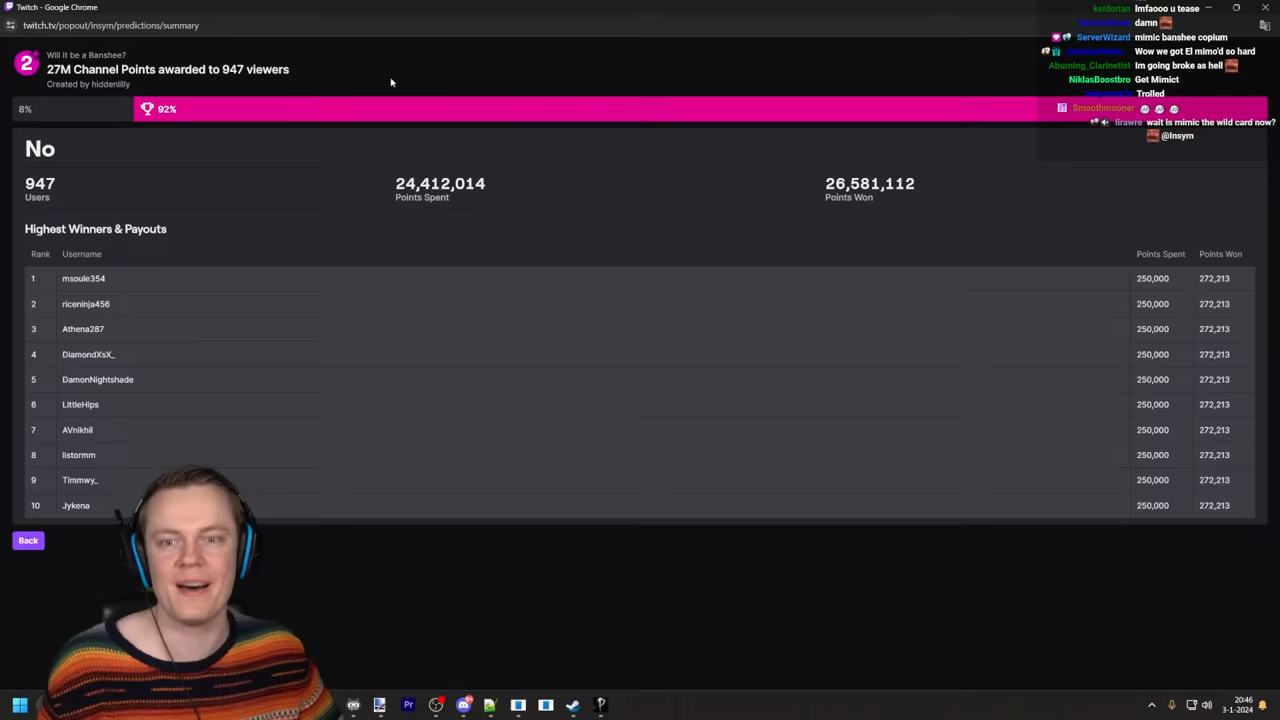 Twitch - Google Chrome
twitch.tv/popout/insym/predictions/summary
2
Will it be a Banshee?
27M Channel Points awarded to 947 viewers
Created by hiddenlilly
8%
92%
No
947
Users
24,412,014
Points Spent
26,581,112
Points Won
Highest Winners & Payouts
Rank Username Points Spent Points Won
1 msoule354 250,000 272,213
2 riceninja456 250,000 272,213
3 Athena287 250,000 272,213
4 DiamondXsX_ 250,000 272,213
5 DamonNightshade 250,000 272,213
6 LittleHips 250,000 272,213
7 AVnikhil 250,000 272,213
8 listormm 250,000 272,213
9 Timmwy_ 250,000 272,213
10 Jykena 250,000 272,213
Back
keidorian lmfaooo u tease
damn
ServerWizard mimic banshee copium
Wow we got El mimo'd so hard
Aburning_Clarinetist Im going broke as hell
NiklasBoostbro Get Mimict
Trolled
Smoothmooner
iirawre wait is mimic the wild card now?
@Insym
Pr
20:46
3-1-2024